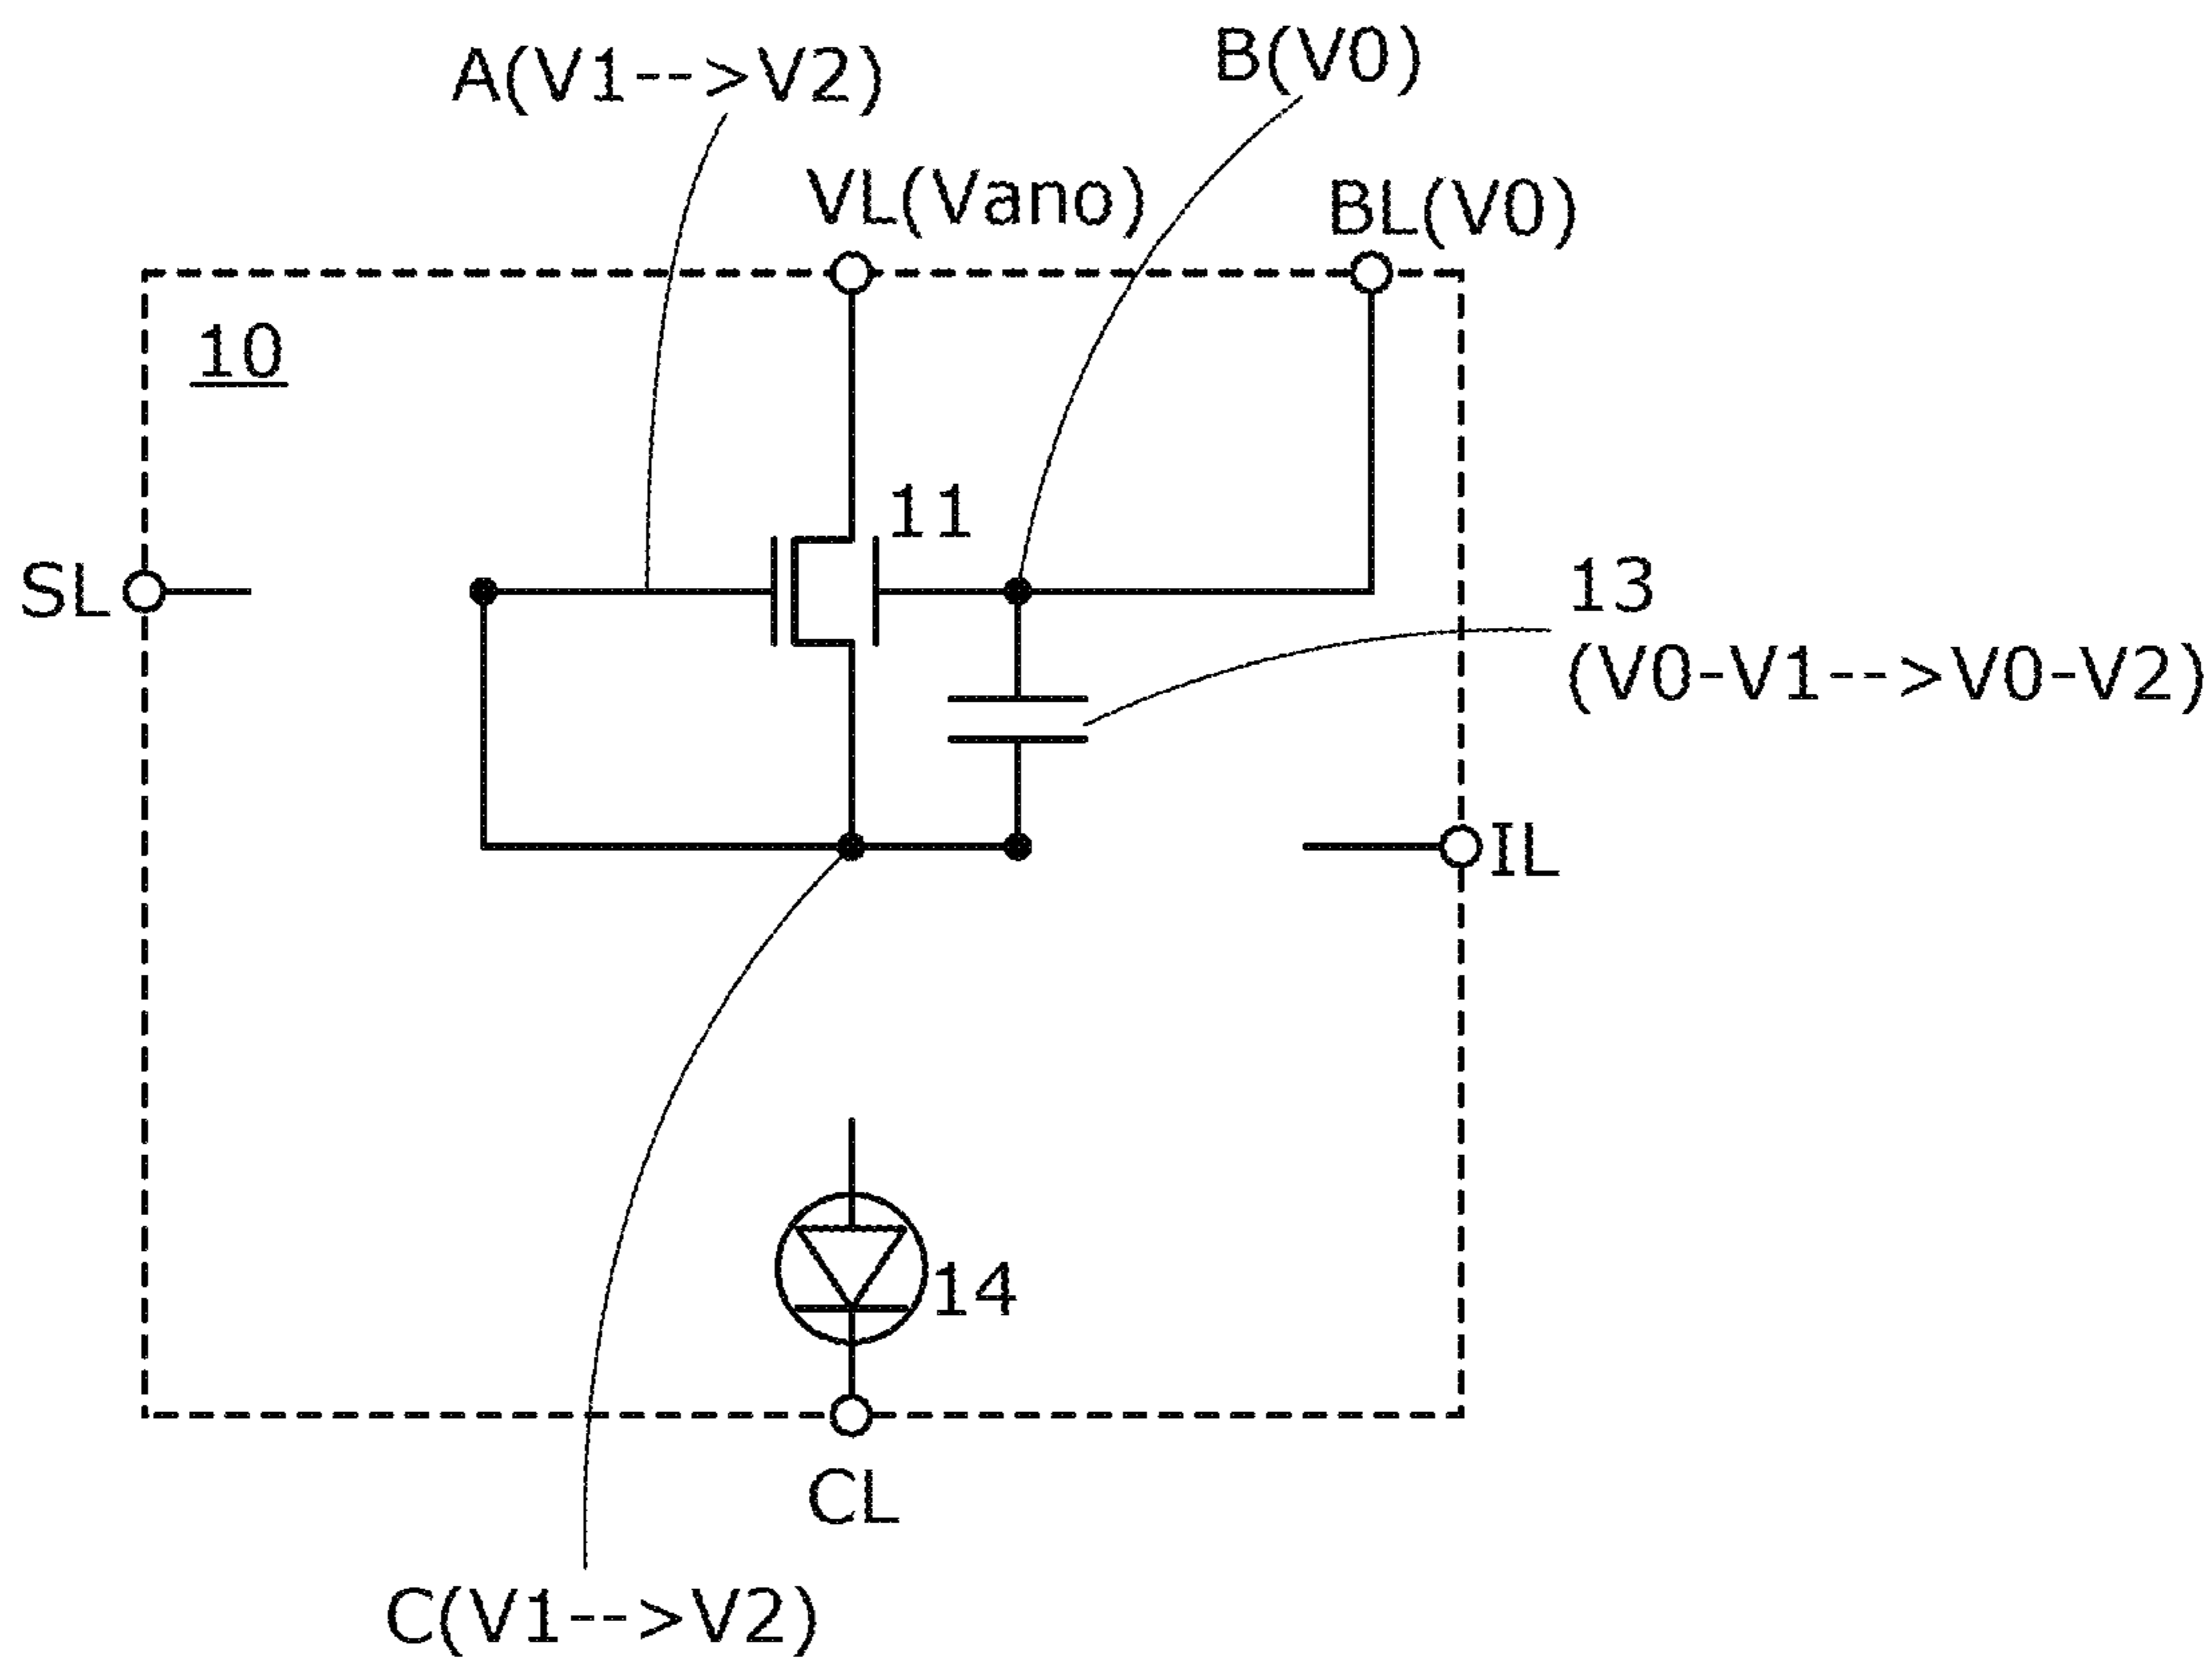 A(V1-->V2)
B(V0)
VL(Vano)
BL(V0)
10
11
SL
13
(V0-V1-->V0-V2)
IL
14
CL
C(V1-->V2)